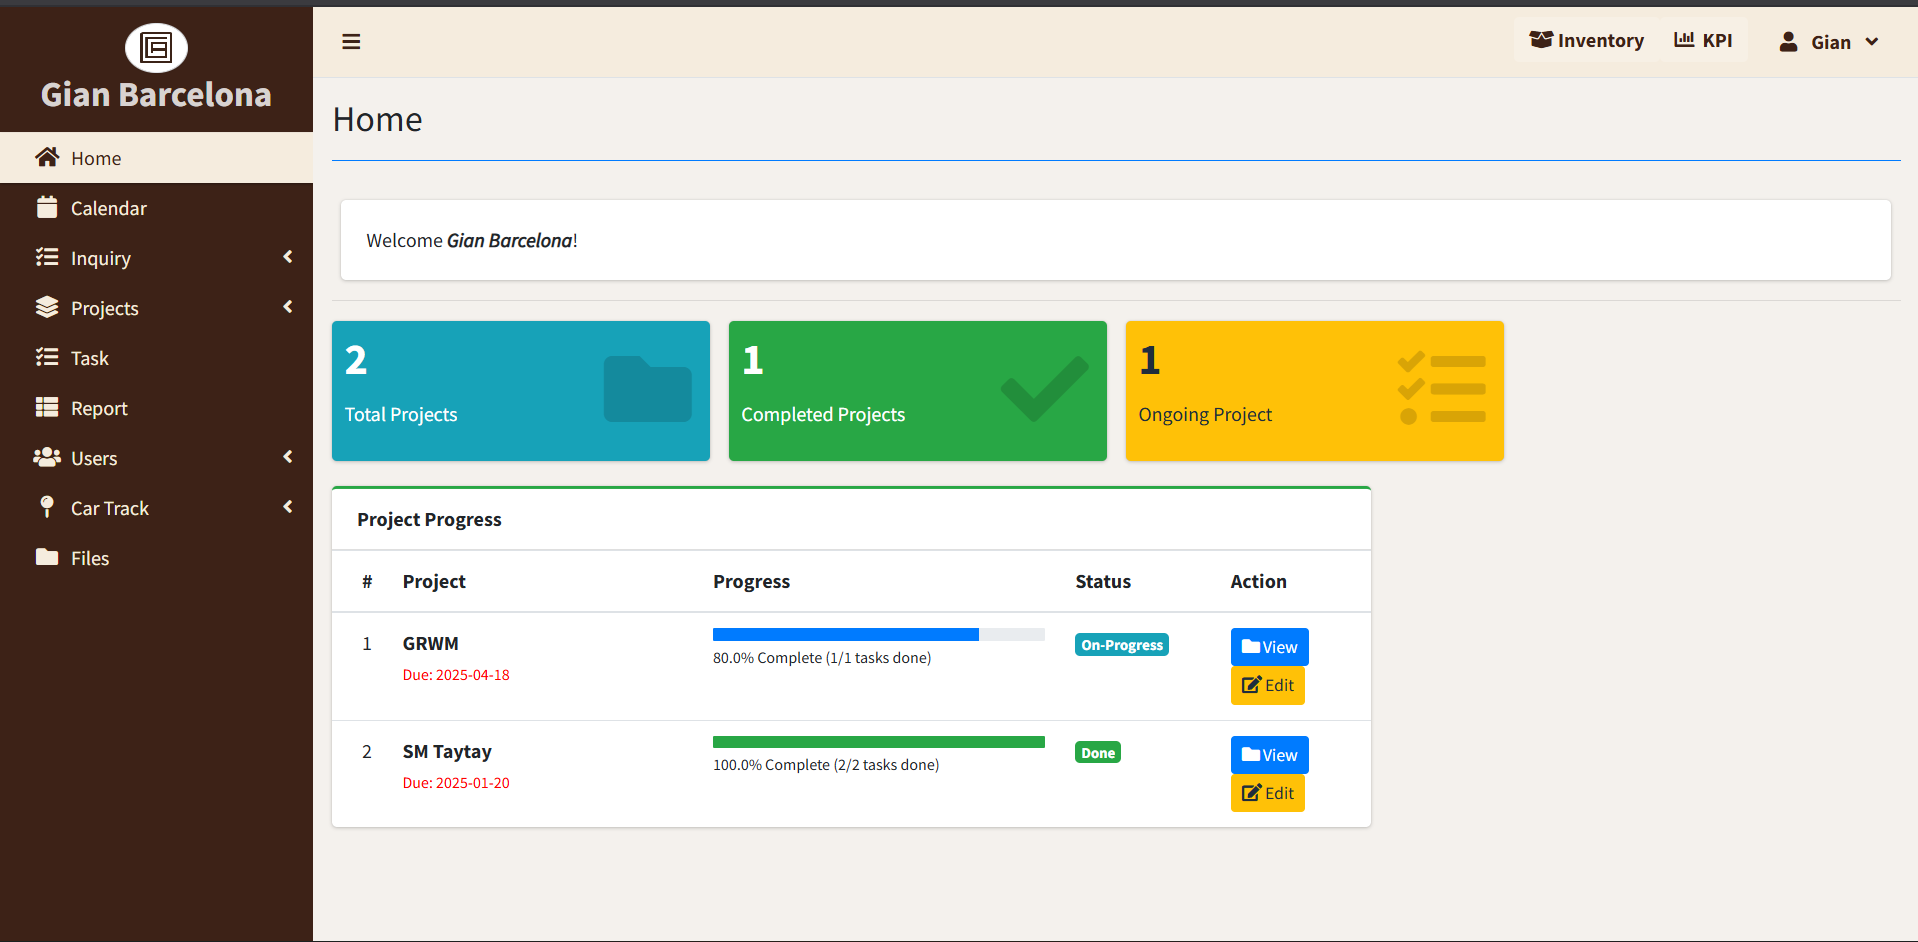 Gian Barcelona
Home
Calendar
Inquiry
Projects
Task
Report
Users
Car Track
Files
Inventory KPI Gian
Home
Welcome Gian Barcelona!
2
Total Projects
1
Completed Projects
1
Ongoing Project
Project Progress
# Project Progress Status Action
1 GRWM On-Progress View
80.0% Complete (1/1 tasks done)
Due: 2025-04-18 Edit
2 SM Taytay Done View
100.0% Complete (2/2 tasks done)
Due: 2025-01-20 Edit